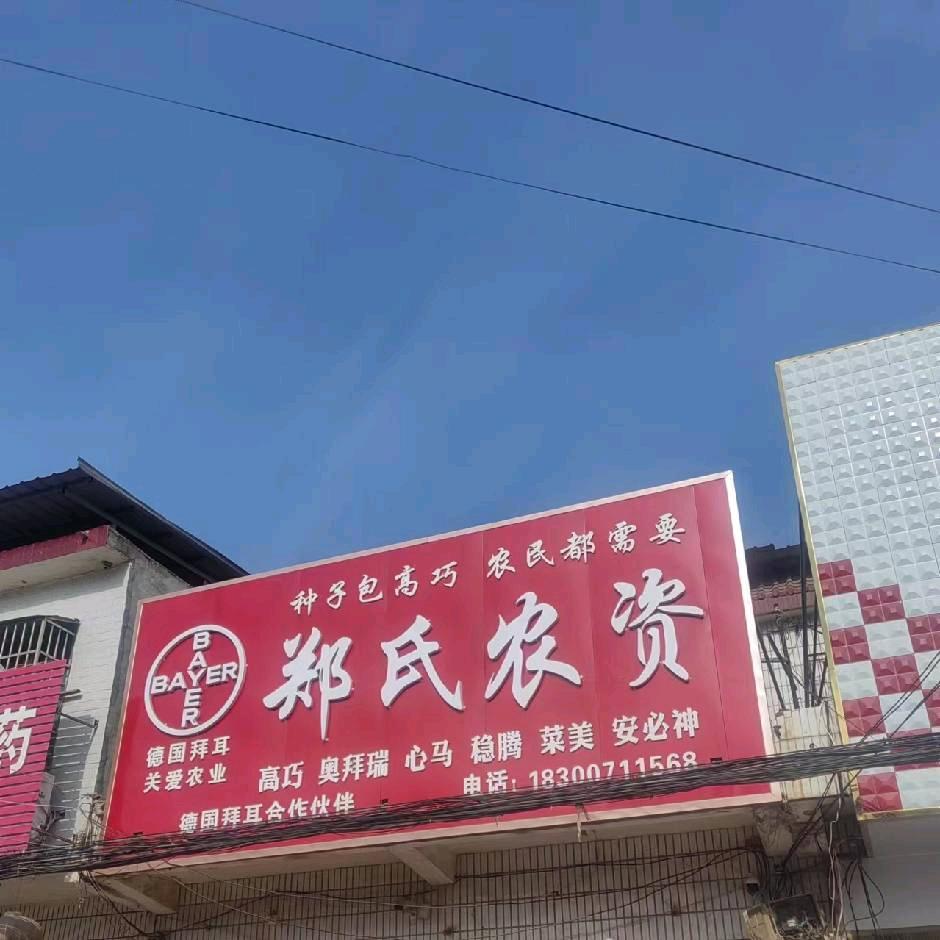 种子包高巧 农民都需要
BAYER
BAYER
郑氏农资
德国拜耳
关爱农业
高巧 奥拜瑞 心马 稳腾 菜美 安必神
德国拜耳合作伙伴
电话: 18300711568
药